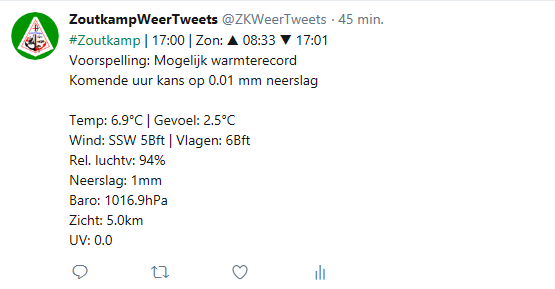 ZoutkampWeerTweets @ZKWeerTweets · 45 min.
#Zoutkamp | 17:00 | Zon: ▲ 08:33 ▼ 17:01
Voorspelling: Mogelijk warmterecord
Komende uur kans op 0.01 mm neerslag
Temp: 6.9°C | Gevoel: 2.5°C
Wind: SSW 5Bft | Vlagen: 6Bft
Rel. luchtv: 94%
Neerslag: 1mm
Baro: 1016.9hPa
Zicht: 5.0km
UV: 0.0